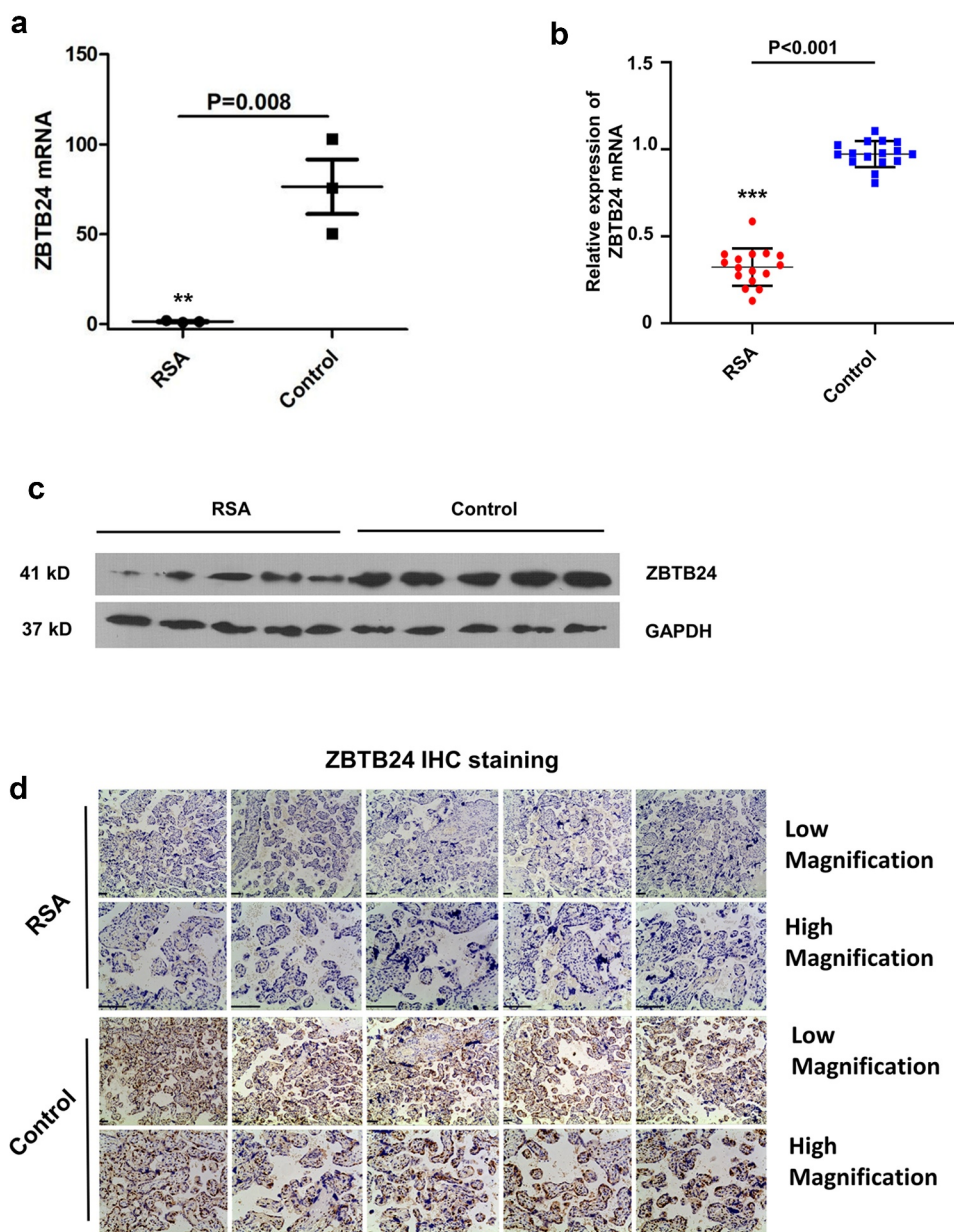 a
150
100
50
0
ZBTB24 mRNA
P=0.008
**
RSA
Control
b
P<0.001
1.5
1.0
0.5
0
Relative expression of
ZBTB24 mRNA
***
RSA
Control
c
RSA
Control
41 kD
ZBTB24
37 kD
GAPDH
ZBTB24 IHC staining
d
RSA
Low
Magnification
High
Magnification
Control
Low
Magnification
High
Magnification